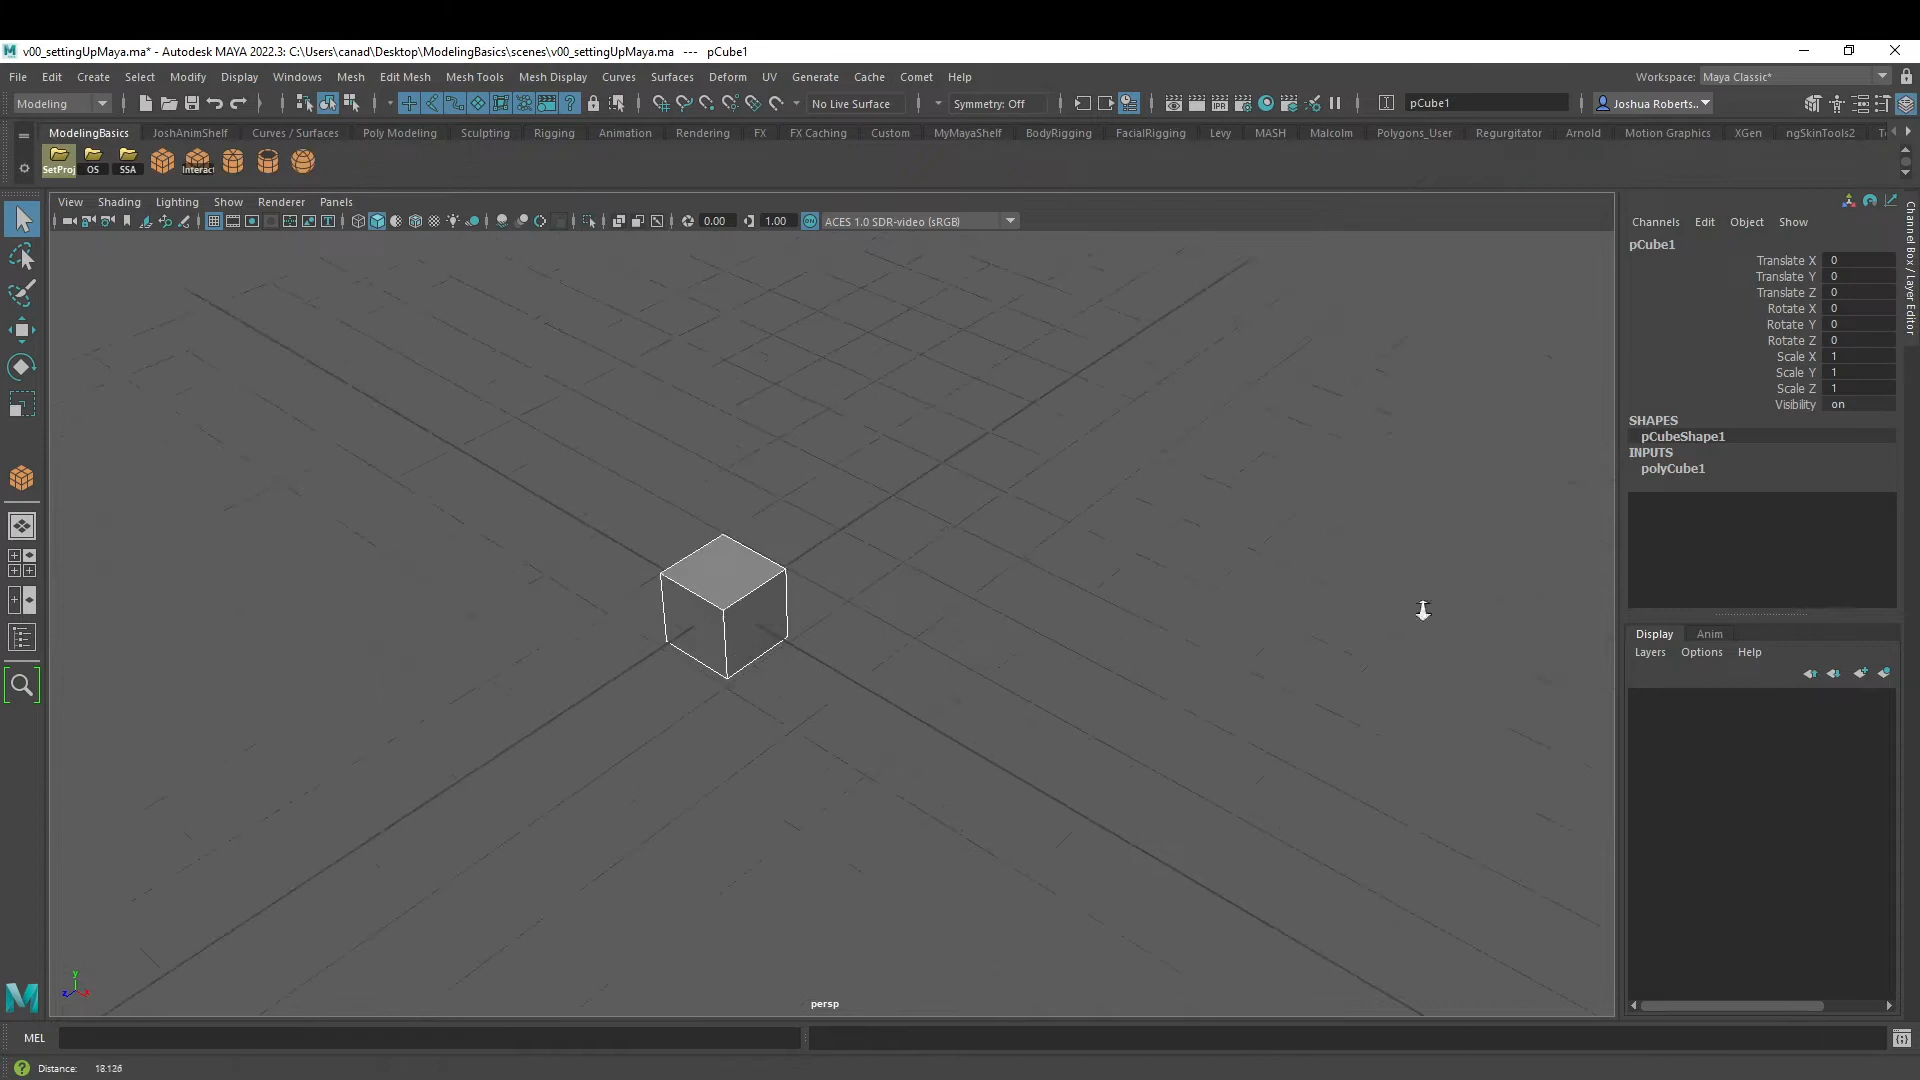 v00_settingUpMaya.ma* - Autodesk MAYA 2022.3: C:\Users\canad\Desktop\ModelingBasics\scenes\v00_settingUpMaya.ma --- pCube1
File Edit Create Select Modify Display Windows Mesh Edit Mesh Mesh Tools Mesh Display Curves Surfaces Deform UV Generate Cache Comet Help
Workspace: Maya Classic*
Modeling
No Live Surface
Symmetry: Off
IPR
pCube1
Joshua Roberts..
ModelingBasics JoshAnimShelf Curves / Surfaces Poly Modeling Sculpting Rigging Animation Rendering FX FX Caching Custom MyMayaShelf BodyRigging FacialRigging Levy MASH Malcolm Polygons_User Regurgitator Arnold Motion Graphics XGen ngSkinTools2
SetProj OS SSA Interact
View Shading Lighting Show Renderer Panels
0.00 1.00 ACES 1.0 SDR-video (sRGB)
Channels Edit Object Show
pCube1
Translate X 0
Translate Y 0
Translate Z 0
Rotate X 0
Rotate Y 0
Rotate Z 0
Scale X 1
Scale Y 1
Scale Z 1
Visibility on
SHAPES
pCubeShape1
INPUTS
polyCube1
Channel Box / Layer Editor
Display Anim
Layers Options Help
y
z x
persp
MEL
Distance: 18.126